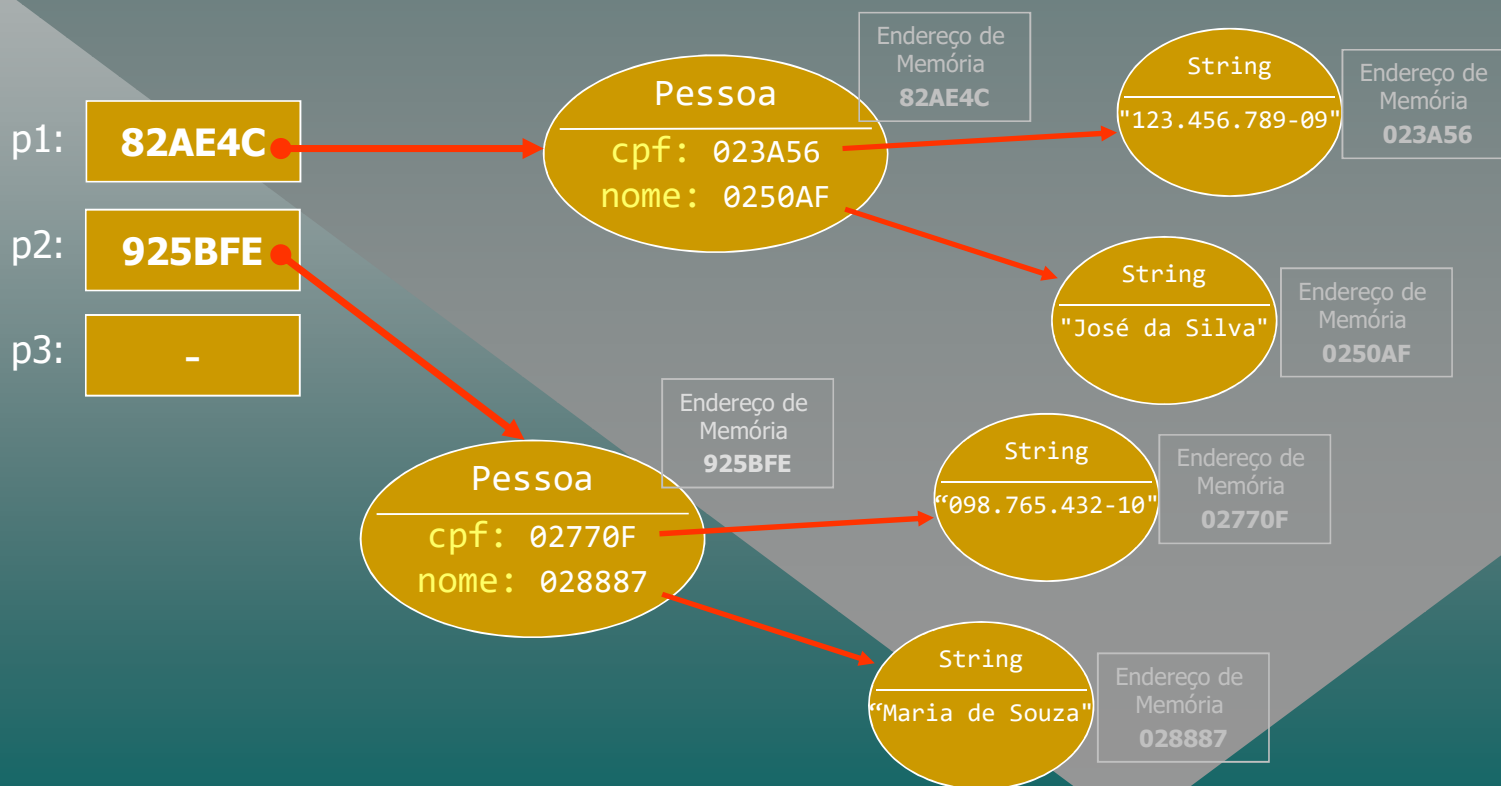 p1:
82AE4C
Pessoa
cpf: 023A56
nome: 0250AF
Endereço de
Memória
82AE4C
String
"123.456.789-09"
Endereço de
Memória
023A56
p2:
925BFE
String
"José da Silva"
Endereço de
Memória
0250AF
p3:
-
Pessoa
cpf: 02770F
nome: 028887
Endereço de
Memória
925BFE
String
“098.765.432-10"
Endereço de
Memória
02770F
String
“Maria de Souza"
Endereço de
Memória
028887